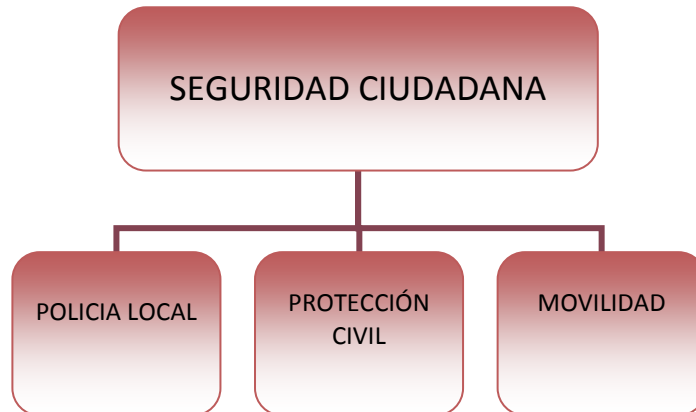 SEGURIDAD CIUDADANA
POLICIA LOCAL
PROTECCIÓN
CIVIL
MOVILIDAD